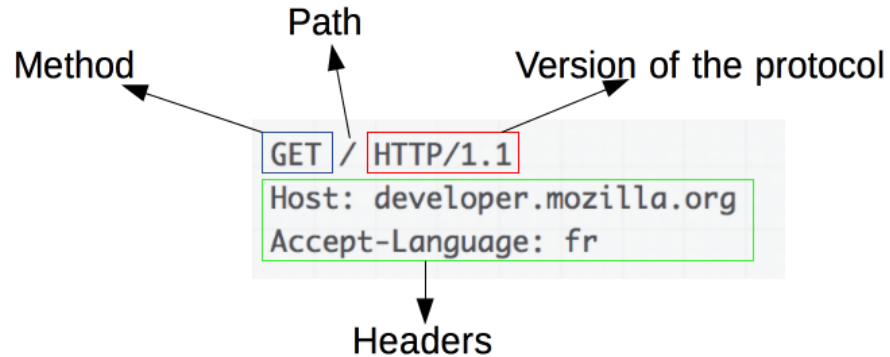 Path
Method
Version of the protocol
GET / HTTP/1.1
Host: developer.mozilla.org
Accept-Language: fr
Headers